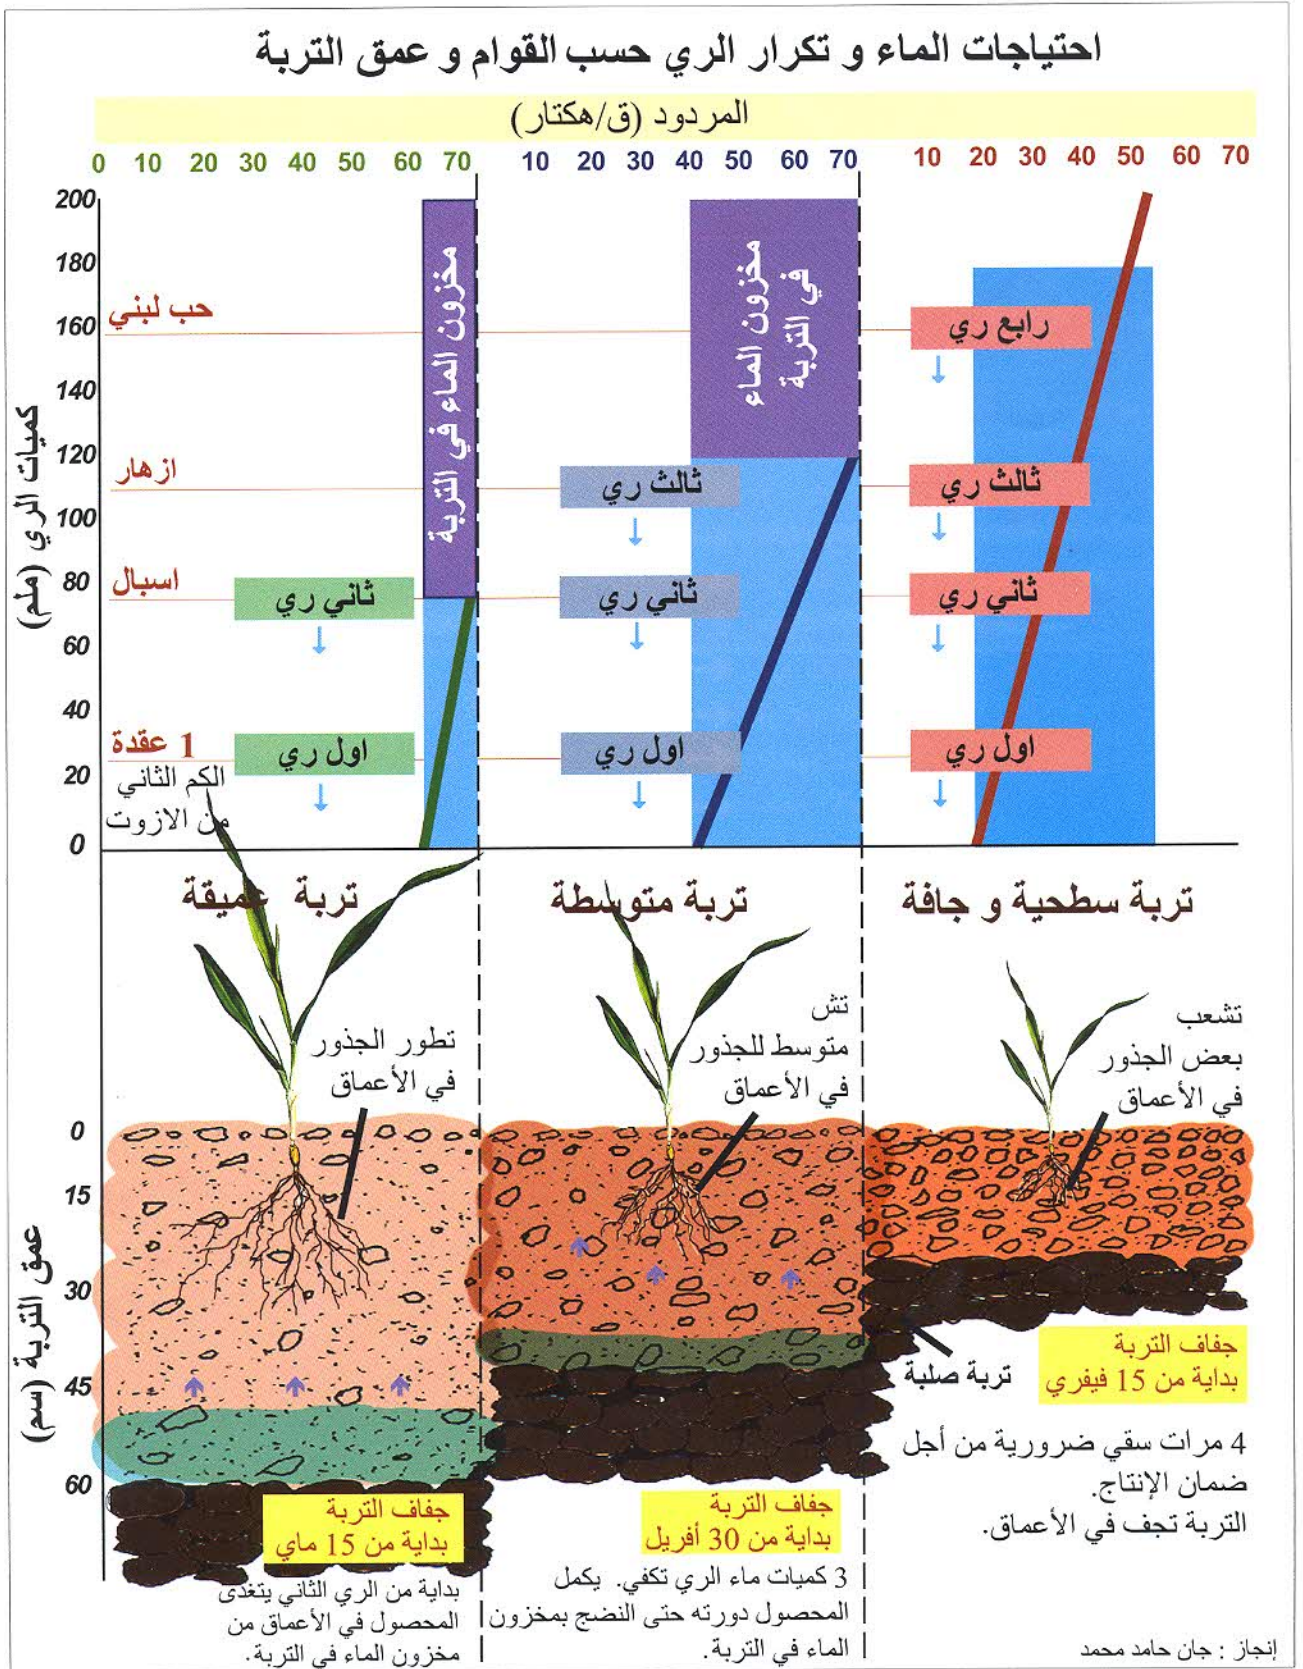 احتياجات الماء و تكرار الري حسب القوام و عمق التربة
المردود (ق/هكتار)
0 10 20 30 40 50 60 70 10 20 30 40 50 60 70 10 20 30 40 50 60 70
كميات الري (ملم)
200
180
160
140
120
100
80
60
40
20
0
حب لبني
ازهار
اسبال
1 عقدة
الكم الثاني
من الازوت
مخزون الماء في التربة
ثاني ري
اول ري
مخزون الماء
في التربة
ثالث ري
ثاني ري
اول ري
رابع ري
ثالث ري
ثاني ري
اول ري
تربة عميقة
تربة متوسطة
تربة سطحية و جافة
تطور الجذور
في الأعماق
تش
متوسط للجذور
في الأعماق
تشعب
بعض الجذور
في الأعماق
عمق التربة (سم)
0
15
30
45
60
تربة صلبة
جفاف التربة
بداية من 15 ماي
بداية من الري الثاني يتغذى
المحصول في الأعماق من
مخزون الماء في التربة.
جفاف التربة
بداية من 30 أفريل
3 كميات ماء الري تكفي. يكمل
المحصول دورته حتى النضج بمخزون
الماء في التربة.
جفاف التربة
بداية من 15 فيفري
4 مرات سقي ضرورية من أجل
ضمان الإنتاج.
التربة تجف في الأعماق.
إنجاز : جان حامد محمد